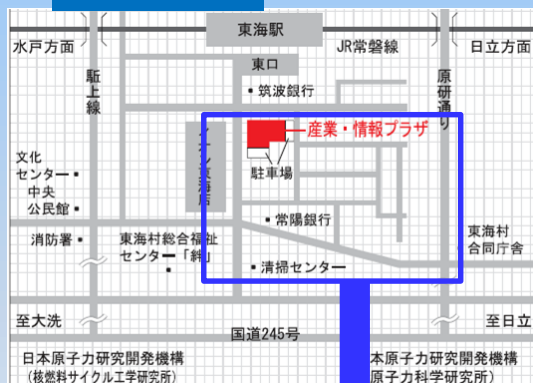 東海駅
水戸方面
JR常磐線
日立方面
駈上線
東口
原研通り
・筑波銀行
産業・情報プラザ
イオン東海店
駐車場
文化
センター・
中央
公民館・
・常陽銀行
消防署・
東海村総合福祉
センター「絆」
東海村
合同庁舎
・清掃センター
至大洗
国道245号
至日立
日本原子力研究開発機構
(核燃料サイクル工学研究所)
本原子力研究開発機構
原子力科学研究所)